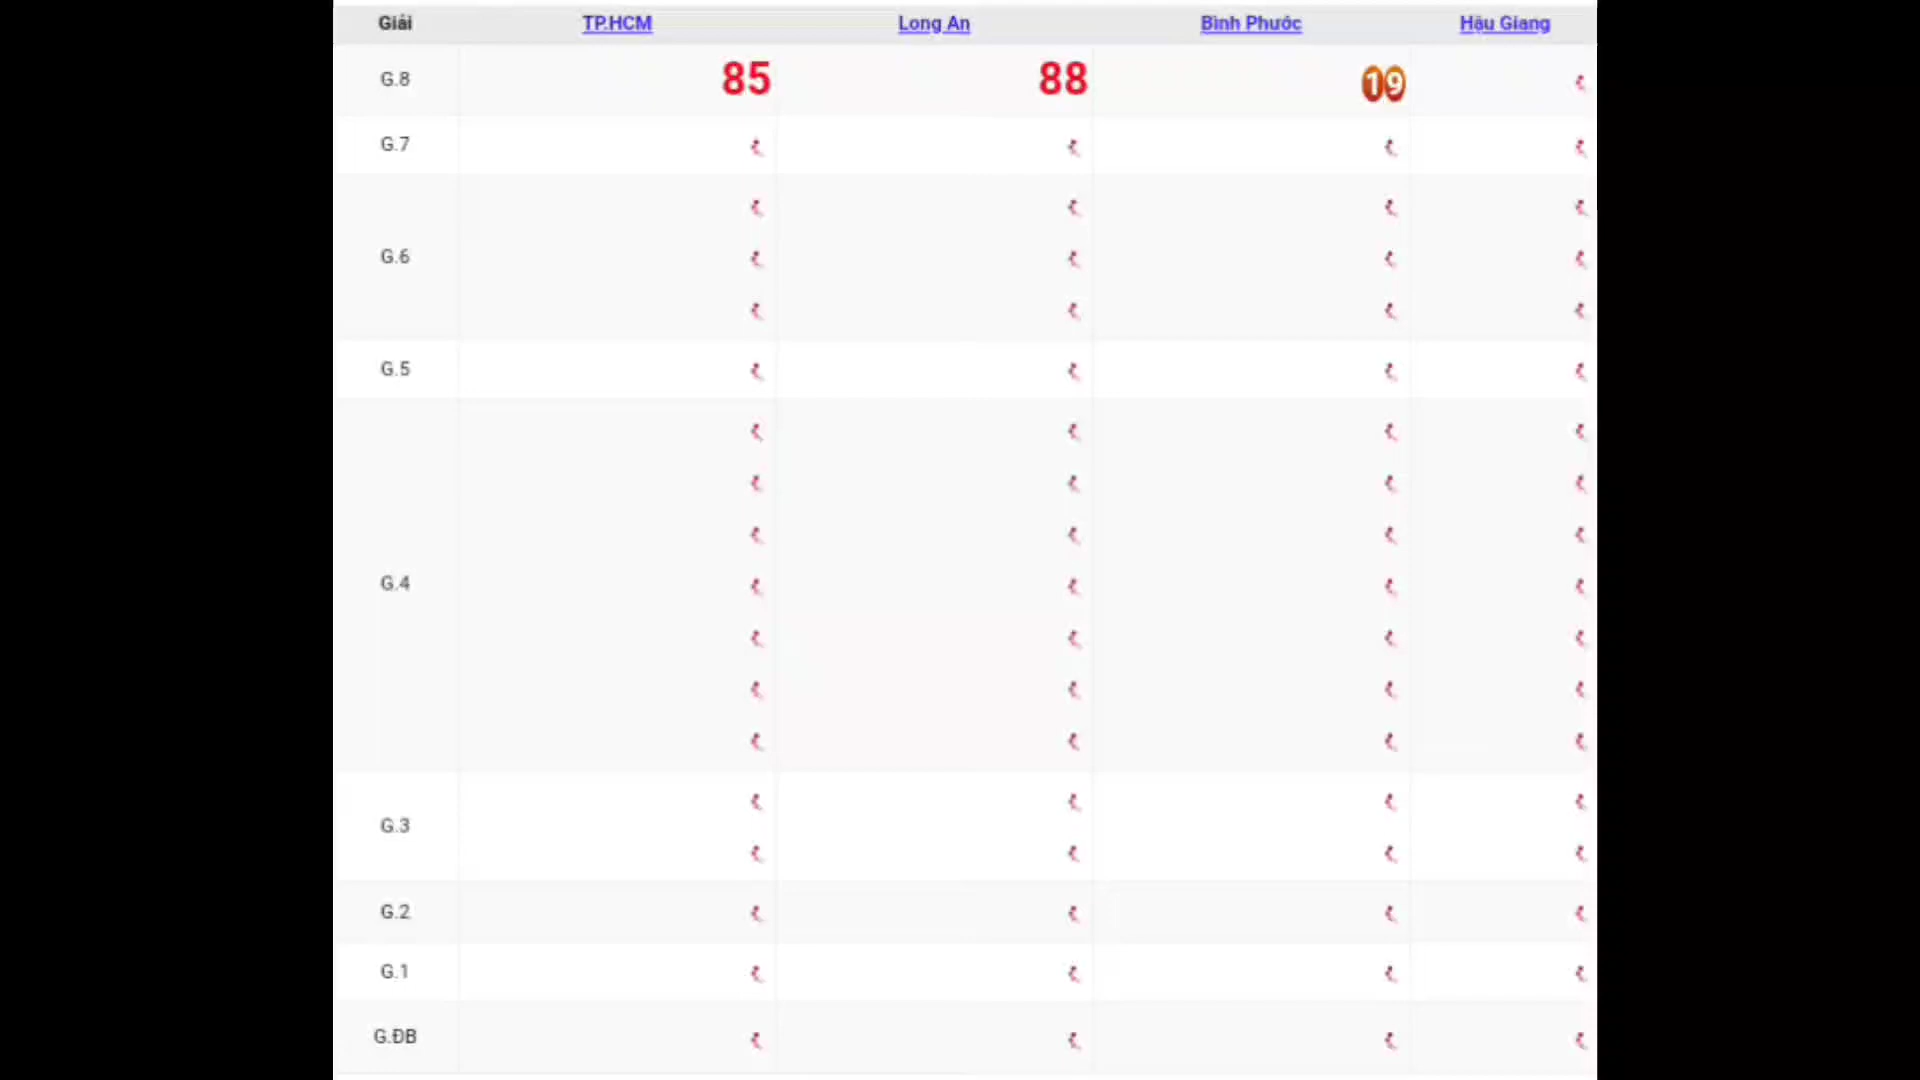 Giải TP.HCM Long An Bình Phước Hậu Giang
G.8 85 88 19
G.7
G.6
G.5
G.4
G.3
G.2
G.1
G.ĐB